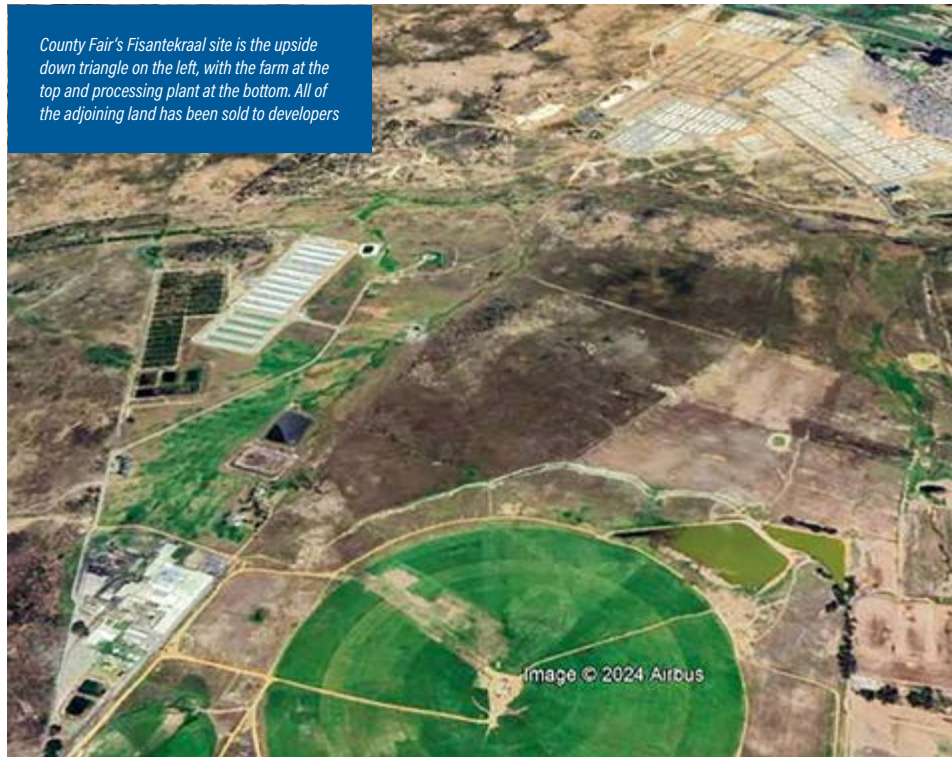 County Fair's Fisantekraal site is the upside
down triangle on the left, with the farm at the
top and processing plant at the bottom. All of
the adjoining land has been sold to developers
Image © 2024 Airbus